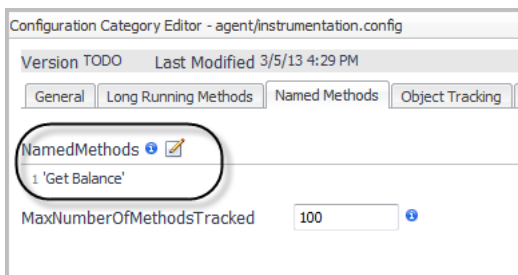 Configuration Category Editor - agent/instrumentation.config
Version TODO Last Modified 3/5/13 4:29 PM
General Long Running Methods Named Methods Object Tracking
NamedMethods
1 'Get Balance'
MaxNumberOfMethodsTracked 100